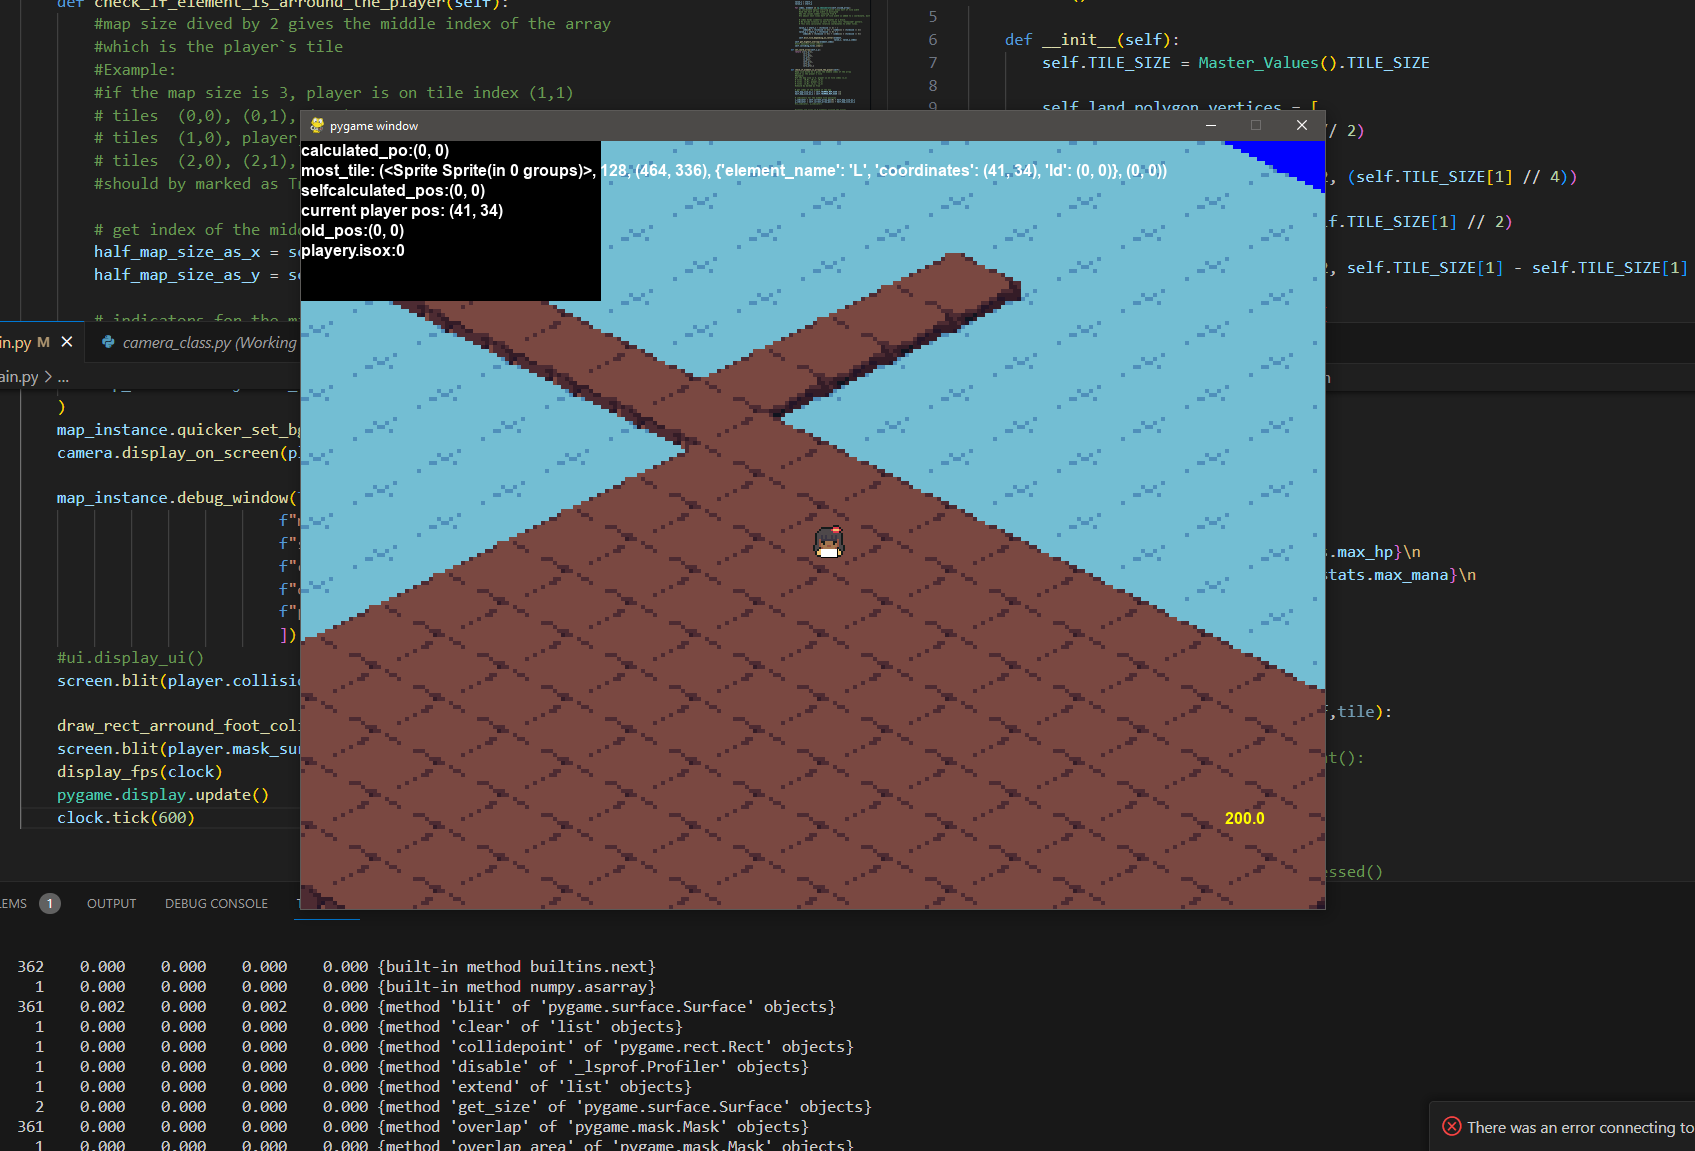 def check_if_element_is_arround_the_player(self):
#map size dived by 2 gives the middle index of the array
#which is the player`s tile
#Example:
#if the map size is 3, player is on tile index (1,1)
# tiles  (0,0), (0,1),
# tiles  (1,0), player
# tiles  (2,0), (2,1),
#should by marked as
# get index of the
half_map_size_as_x =
half_map_size_as_y =
# indicators for the
5
6 def __init__(self):
7 self.TILE_SIZE = Master_Values().TILE_SIZE
8
9 self.land_polygon_vertices = [
// 2)
, (self.TILE_SIZE[1] // 4))
.TILE_SIZE[1] // 2)
, self.TILE_SIZE[1] - self.TILE_SIZE[1]
pygame window
calculated_po:(0, 0)
most_tile: (<Sprite Sprite(in 0 groups)>, 128, (464, 336), {'element_name': 'L', 'coordinates': (41, 34), 'Id': (0, 0)}, (0, 0))
selfcalculated_pos:(0, 0)
current player pos: (41, 34)
old_pos:(0, 0)
playery.isox:0
200.0
in.py M
camera_class.py (Working
ain.py > ...
)
map_instance.quicker_set_bg
camera.display_on_screen(pl
map_instance.debug_window(
f"
f"
f"
f"
f"
])
#ui.display_ui()
screen.blit(player.collisio
draw_rect_arround_foot_coll
screen.blit(player.mask_sur
display_fps(clock)
pygame.display.update()
clock.tick(600)
.max_hp}\n
stats.max_mana}\n
,tile):
t():
essed()
EMS 1 OUTPUT DEBUG CONSOLE
362 0.000 0.000 0.000 0.000 {built-in method builtins.next}
1 0.000 0.000 0.000 0.000 {built-in method numpy.asarray}
361 0.002 0.000 0.002 0.000 {method 'blit' of 'pygame.surface.Surface' objects}
1 0.000 0.000 0.000 0.000 {method 'clear' of 'list' objects}
1 0.000 0.000 0.000 0.000 {method 'collidepoint' of 'pygame.rect.Rect' objects}
1 0.000 0.000 0.000 0.000 {method 'disable' of '_lsprof.Profiler' objects}
1 0.000 0.000 0.000 0.000 {method 'extend' of 'list' objects}
2 0.000 0.000 0.000 0.000 {method 'get_size' of 'pygame.surface.Surface' objects}
361 0.000 0.000 0.000 0.000 {method 'overlap' of 'pygame.mask.Mask' objects}
1 0.000 0.000 0.000 0.000 {method 'overlap_area' of 'pygame.mask.Mask' objects}
There was an error connecting to